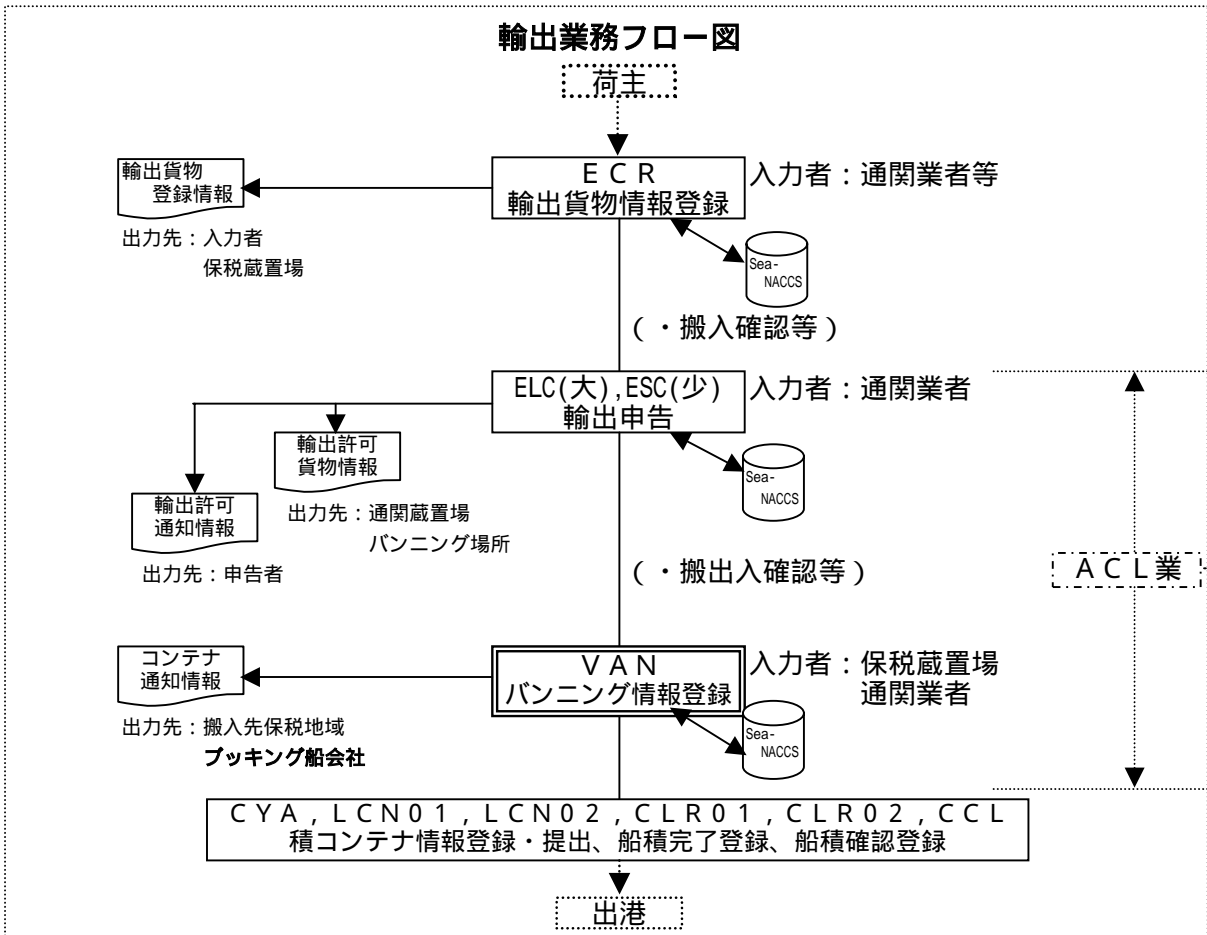 輸出業務フロー図
荷主
ECR
輸出貨物情報登録
入力者：通関業者等
輸出貨物
登録情報
出力先：入力者
保税蔵置場
Sea-
NACCS
（・搬入確認等）
ELC(大),ESC(少)
輸出申告
入力者：通関業者
輸出許可
貨物情報
出力先：通関蔵置場
バンニング場所
輸出許可
通知情報
出力先：申告者
Sea-
NACCS
（・搬出入確認等）
ACL業
VAN
バンニング情報登録
入力者：保税蔵置場
通関業者
コンテナ
通知情報
出力先：搬入先保税地域
ブッキング船会社
Sea-
NACCS
CYA,LCN01,LCN02,CLR01,CLR02,CCL
積コンテナ情報登録・提出、船積完了登録、船積確認登録
出港